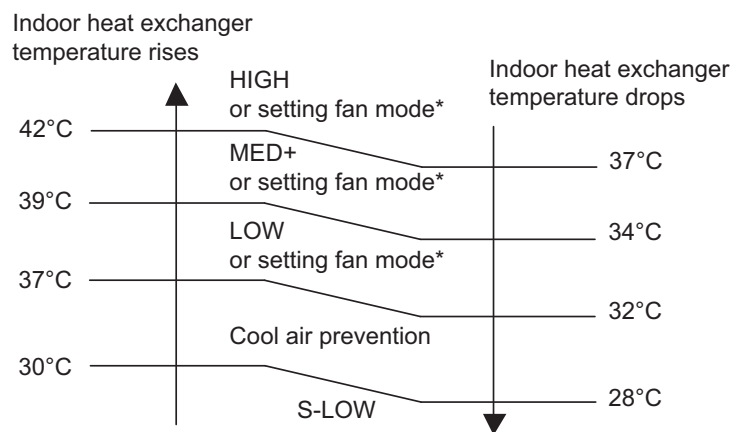 Indoor heat exchanger
temperature rises
HIGH
or setting fan mode*
Indoor heat exchanger
temperature drops
42°C
MED+
or setting fan mode*
37°C
39°C
LOW
or setting fan mode*
34°C
37°C
Cool air prevention
32°C
30°C
S-LOW
28°C